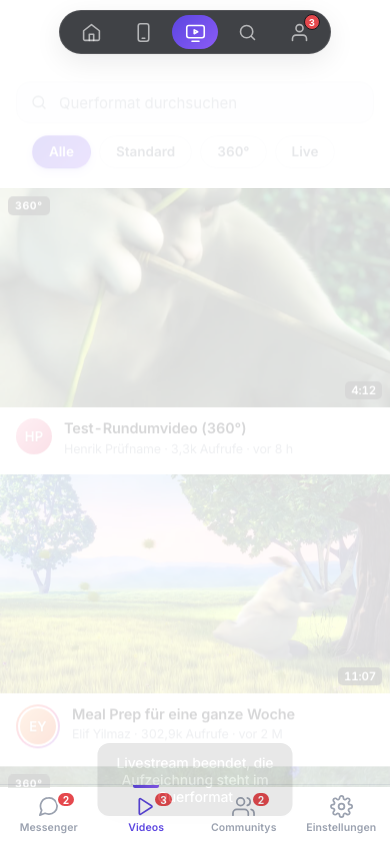 3
Querformat durchsuchen
Alle Standard 360° Live
360°
4:12
HP
Test-Rundumvideo (360°)
Henrik Prüfname · 3,3k Aufrufe · vor 8 h
11:07
EY
Meal Prep für eine ganze Woche
Elif Yilmaz · 302,9k Aufrufe · vor 2 M
360°
Livestream beendet, die
Aufzeichnung steht im
Querformat
2 3 2
Messenger Videos Communitys Einstellungen